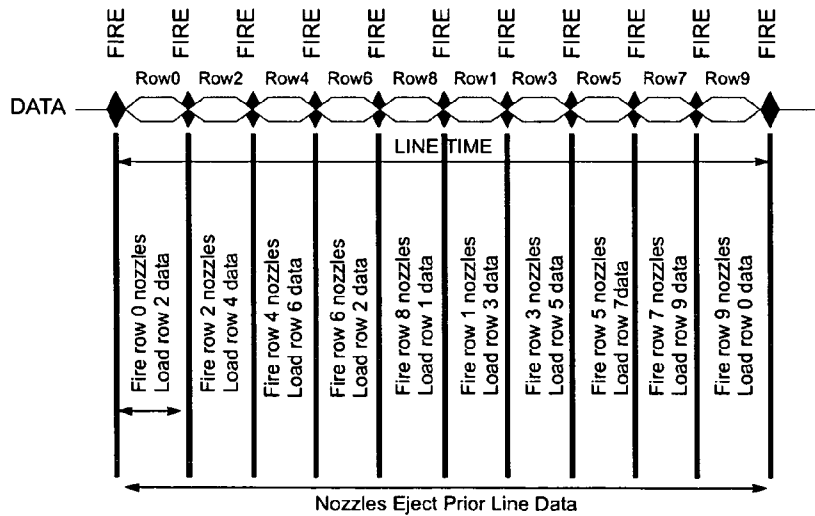 FIRE FIRE FIRE FIRE FIRE FIRE FIRE FIRE FIRE FIRE FIRE
Row0 Row2 Row4 Row6 Row8 Row1 Row3 Row5 Row7 Row9
DATA
LINE TIME
Fire row 0 nozzles
Load row 2 data
Fire row 2 nozzles
Load row 4 data
Fire row 4 nozzles
Load row 6 data
Fire row 6 nozzles
Load row 2 data
Fire row 8 nozzles
Load row 1 data
Fire row 1 nozzles
Load row 3 data
Fire row 3 nozzles
Load row 5 data
Fire row 5 nozzles
Load row 7data
Fire row 7 nozzles
Load row 9 data
Fire row 9 nozzles
Load row 0 data
Nozzles Eject Prior Line Data